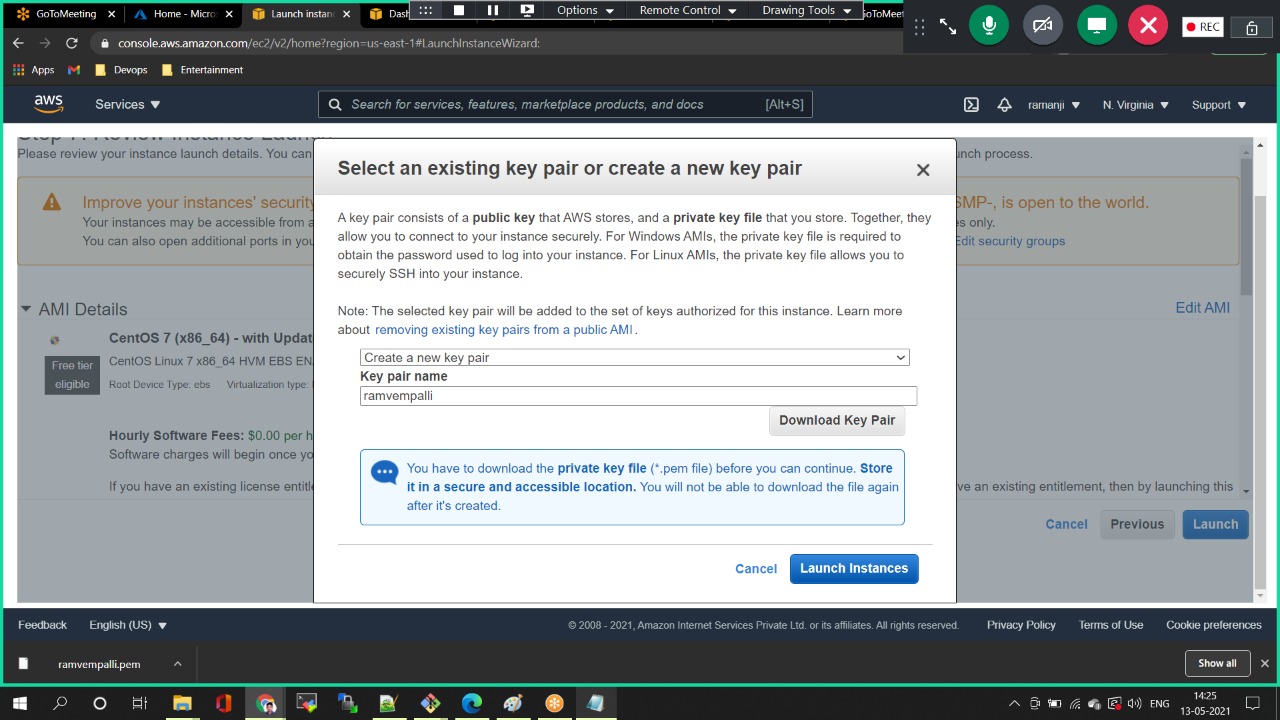 GoToMeeting
Home - Micros
Launch instanc
Das
Options
Remote Control
Drawing Tools
GoToMeet
REC
console.aws.amazon.com/ec2/v2/home?region=us-east-1#LaunchInstanceWizard:
Apps
Devops
Entertainment
aws
Services
Search for services, features, marketplace products, and docs
[Alt+S]
ramanji
N. Virginia
Support
Step 7: Review Instance Launch
Please review your instance launch details. You can
unch process.
Improve your instances' security
SMP-, is open to the world.
Your instances may be accessible from a
es only.
You can also open additional ports in you
Edit security groups
AMI Details
Edit AMI
CentOS 7 (x86_64) - with Updat
CentOS Linux 7 x86_64 HVM EBS EN
Free tier
eligible
Root Device Type: ebs
Virtualization type:
Hourly Software Fees: $0.00 per h
Software charges will begin once yo
If you have an existing license entitle
ve an existing entitlement, then by launching this
Cancel
Previous
Launch
Select an existing key pair or create a new key pair
A key pair consists of a public key that AWS stores, and a private key file that you store. Together, they
allow you to connect to your instance securely. For Windows AMIs, the private key file is required to
obtain the password used to log into your instance. For Linux AMIs, the private key file allows you to
securely SSH into your instance.
Note: The selected key pair will be added to the set of keys authorized for this instance. Learn more
about removing existing key pairs from a public AMI.
Create a new key pair
Key pair name
ramvempalli
Download Key Pair
You have to download the private key file (*.pem file) before you can continue. Store
it in a secure and accessible location. You will not be able to download the file again
after it's created.
Cancel
Launch Instances
Feedback
English (US)
© 2008 - 2021, Amazon Internet Services Private Ltd. or its affiliates. All rights reserved.
Privacy Policy
Terms of Use
Cookie preferences
ramvempalli.pem
Show all
ENG
14:25
13-05-2021